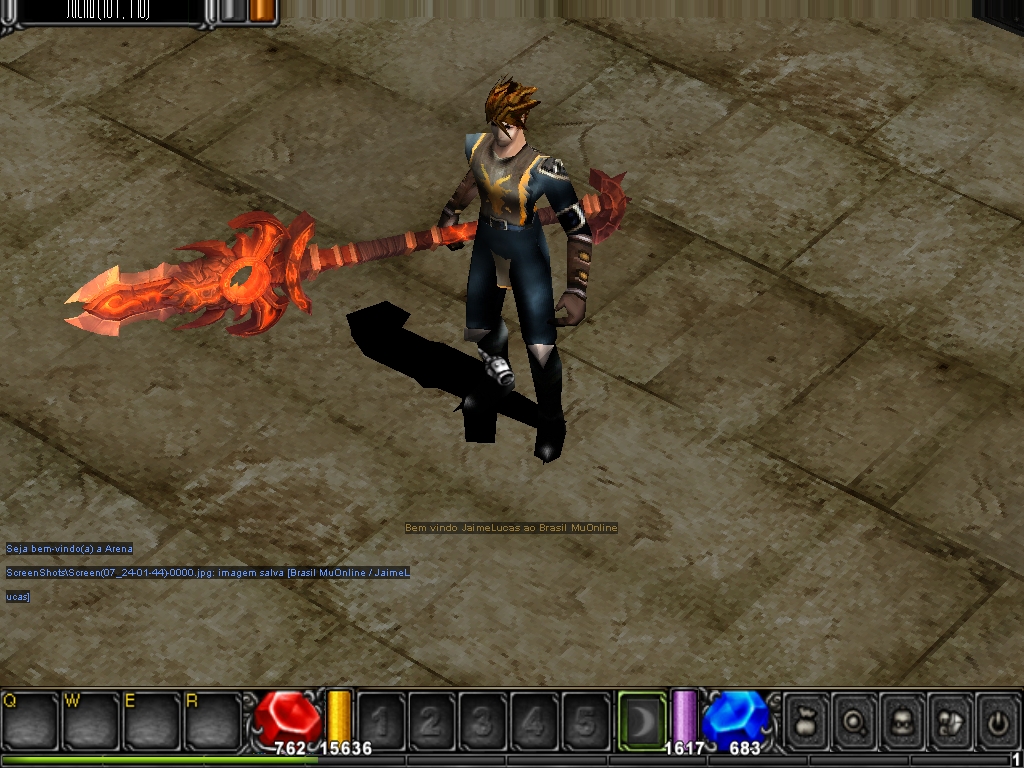 Bem vindo JaimeLucas ao Brasil MuOnline
Seja bem-vindo(a) a Arena
ScreenShots\Screen(07_24-01-44)-0000.jpg: imagem salva [Brasil MuOnline / JaimeL
ucas]
Q W E R
1 2 3 4 5
762 15636 1617 683
1